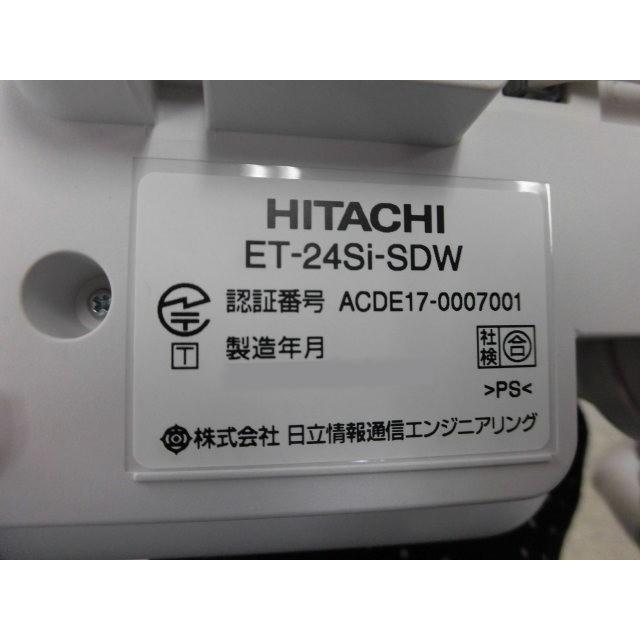 HITACHI
ET-24Si-SDW
認証番号 ACDE17-0007001
T 製造年月
社検 合
>PS<
株式会社 日立情報通信エンジニアリング